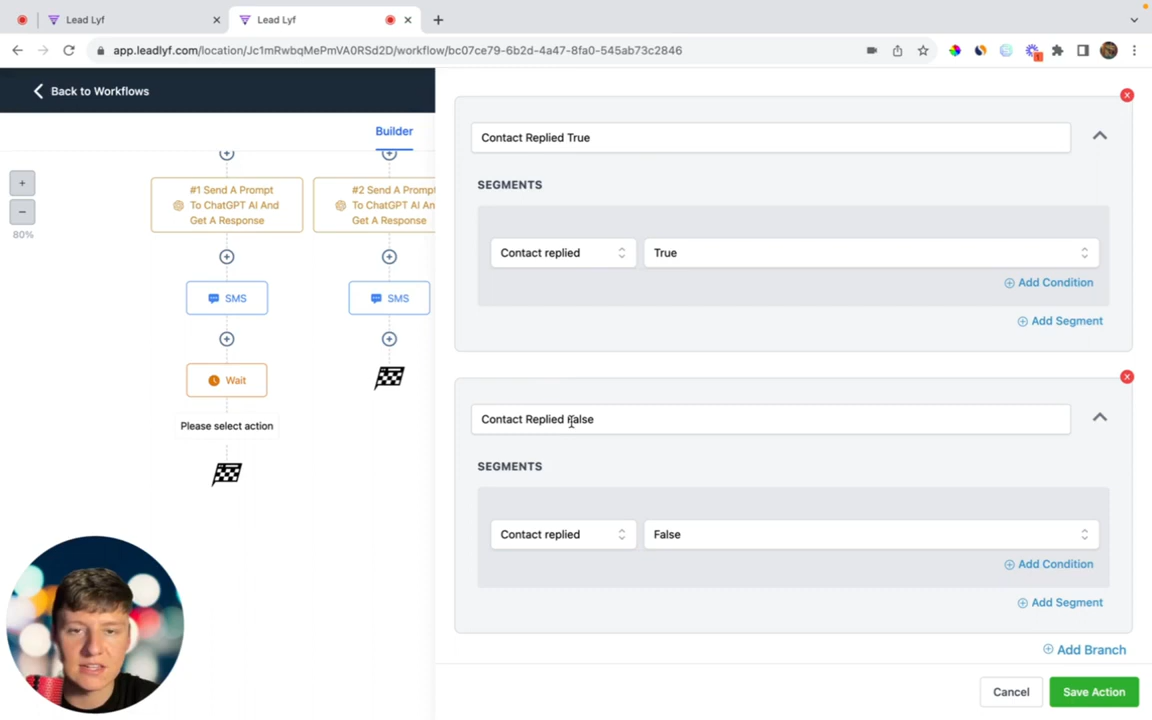 Lead Lyf
Lead Lyf
app.leadlyf.com/location/Jc1mRwbqMePmVA0RSd2D/workflow/bc07ce79-6b2d-4a47-8fa0-545ab73c2846
1
Back to Workflows
Builder
+
−
80%
#1 Send A Prompt
To ChatGPT AI And
Get A Response
#2 Send A Prompt
To ChatGPT AI An
Get A Response
SMS
SMS
Wait
Please select action
Contact Replied True
SEGMENTS
Contact replied
True
Add Condition
Add Segment
Contact Replied False
SEGMENTS
Contact replied
False
Add Condition
Add Segment
Add Branch
Cancel
Save Action